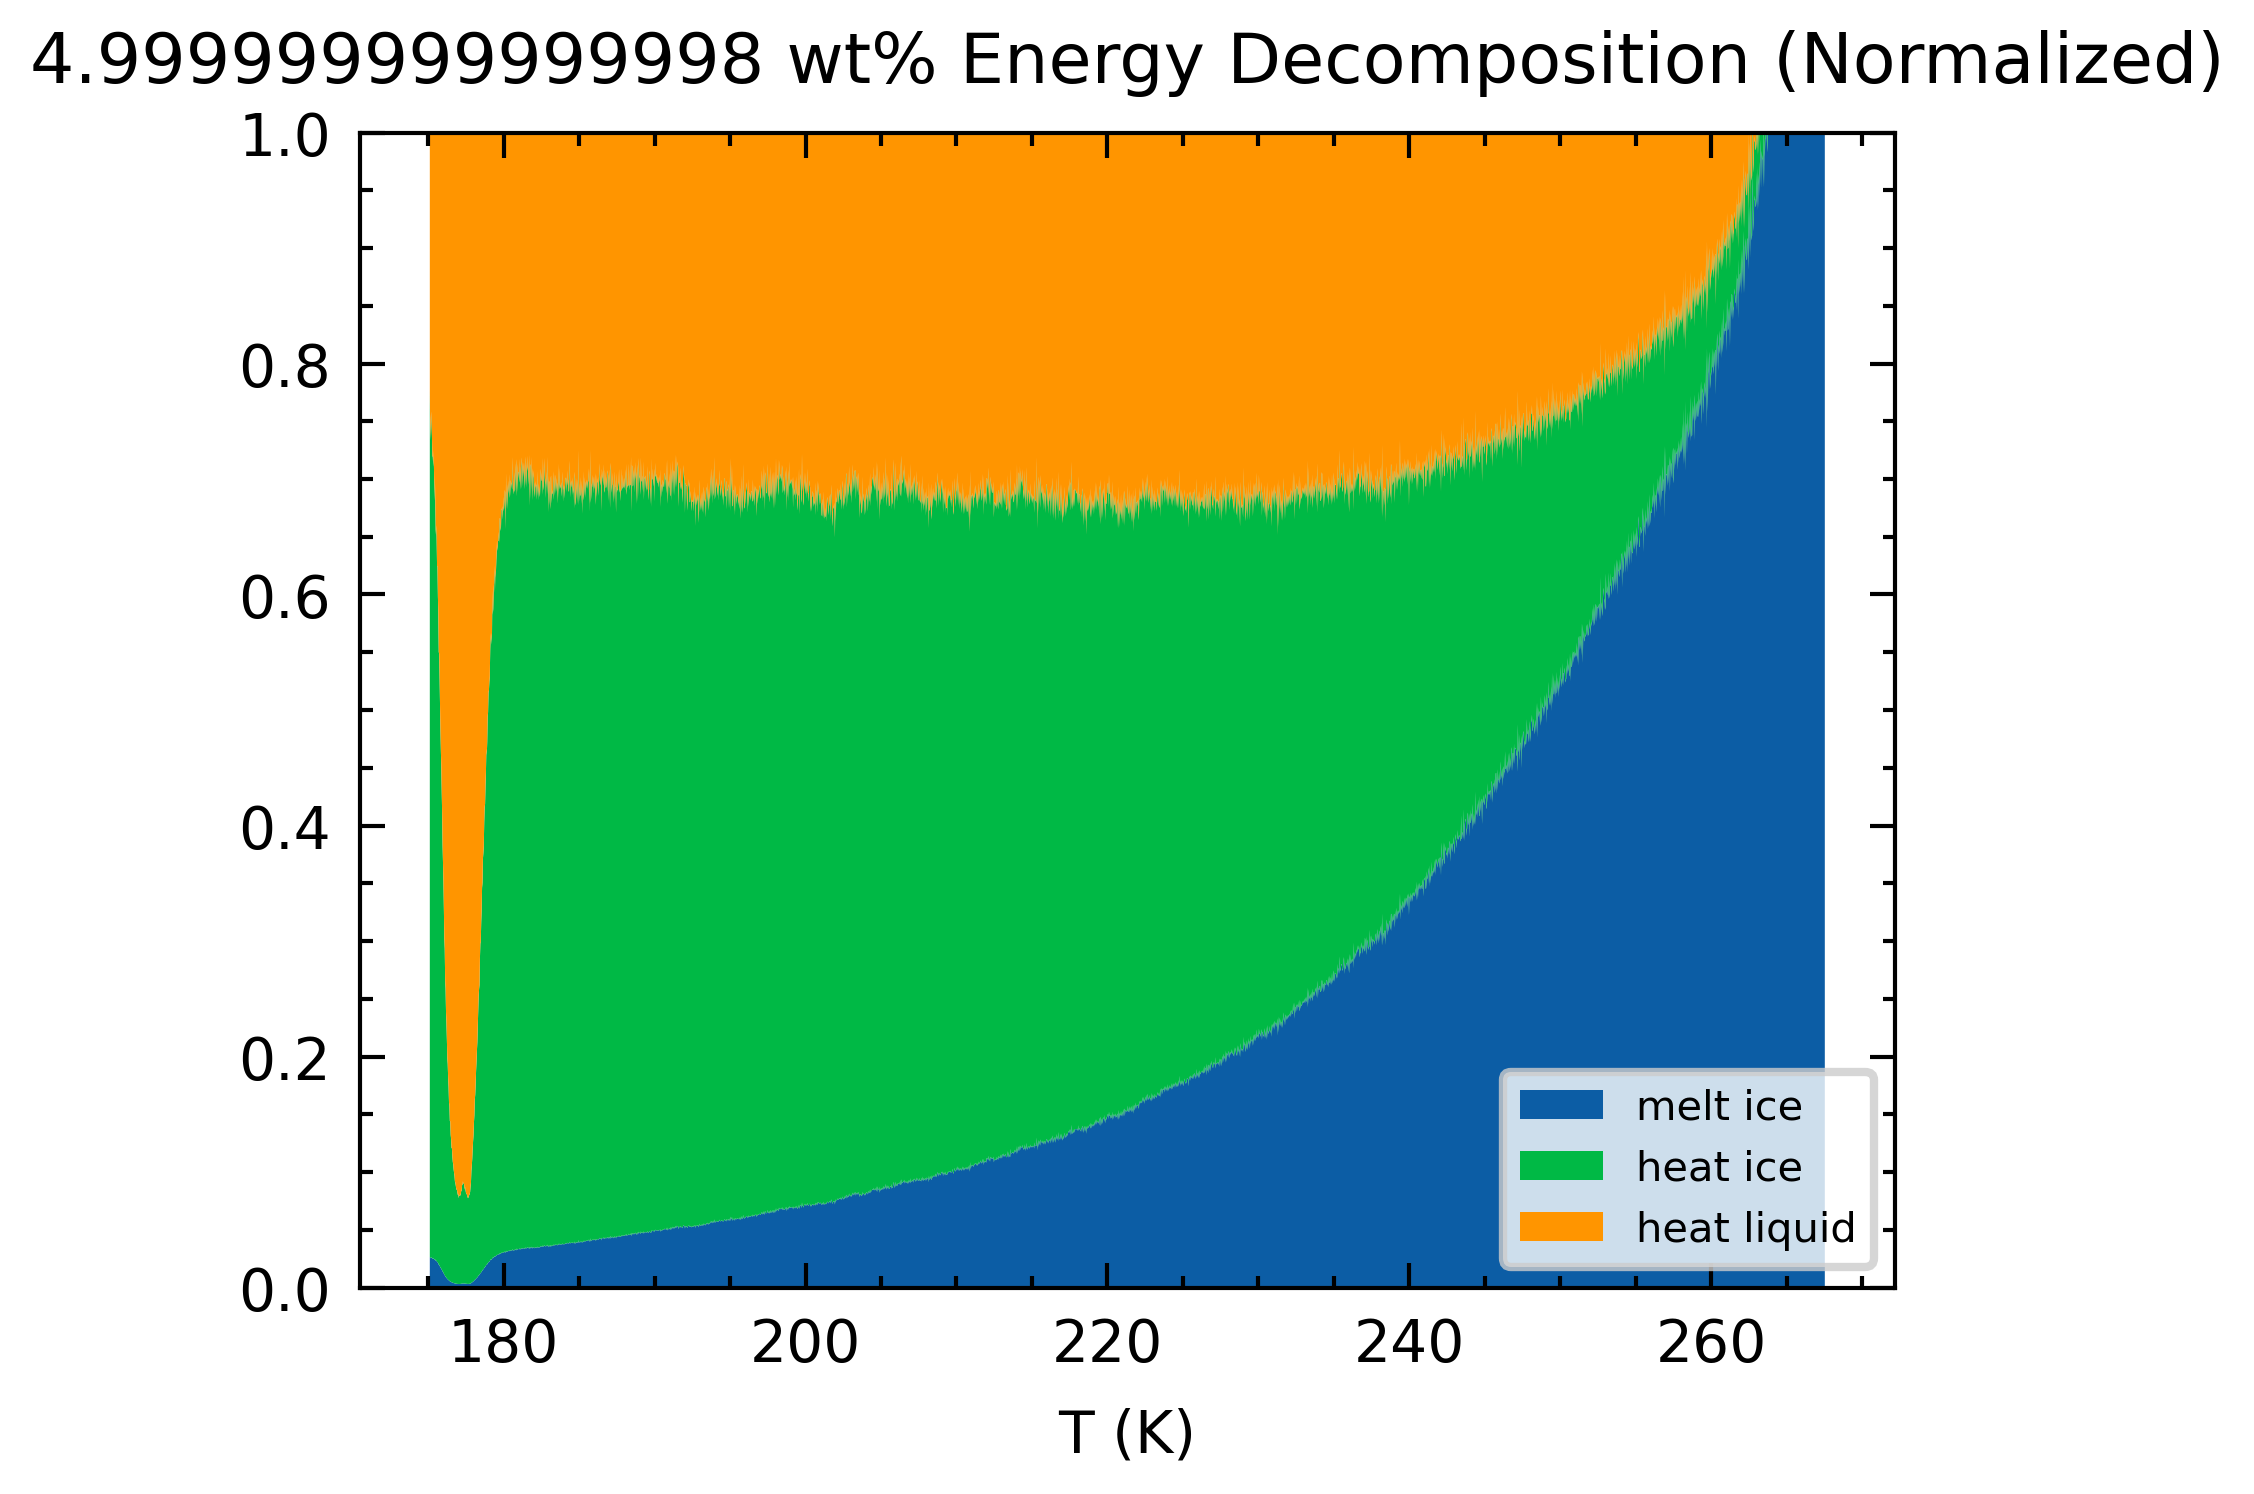 4.999999999999998 wt% Energy Decomposition (Normalized)
1.0
0.8
0.6
0.4
0.2
0.0
melt ice
heat ice
heat liquid
180 200 220 240 260
T (K)